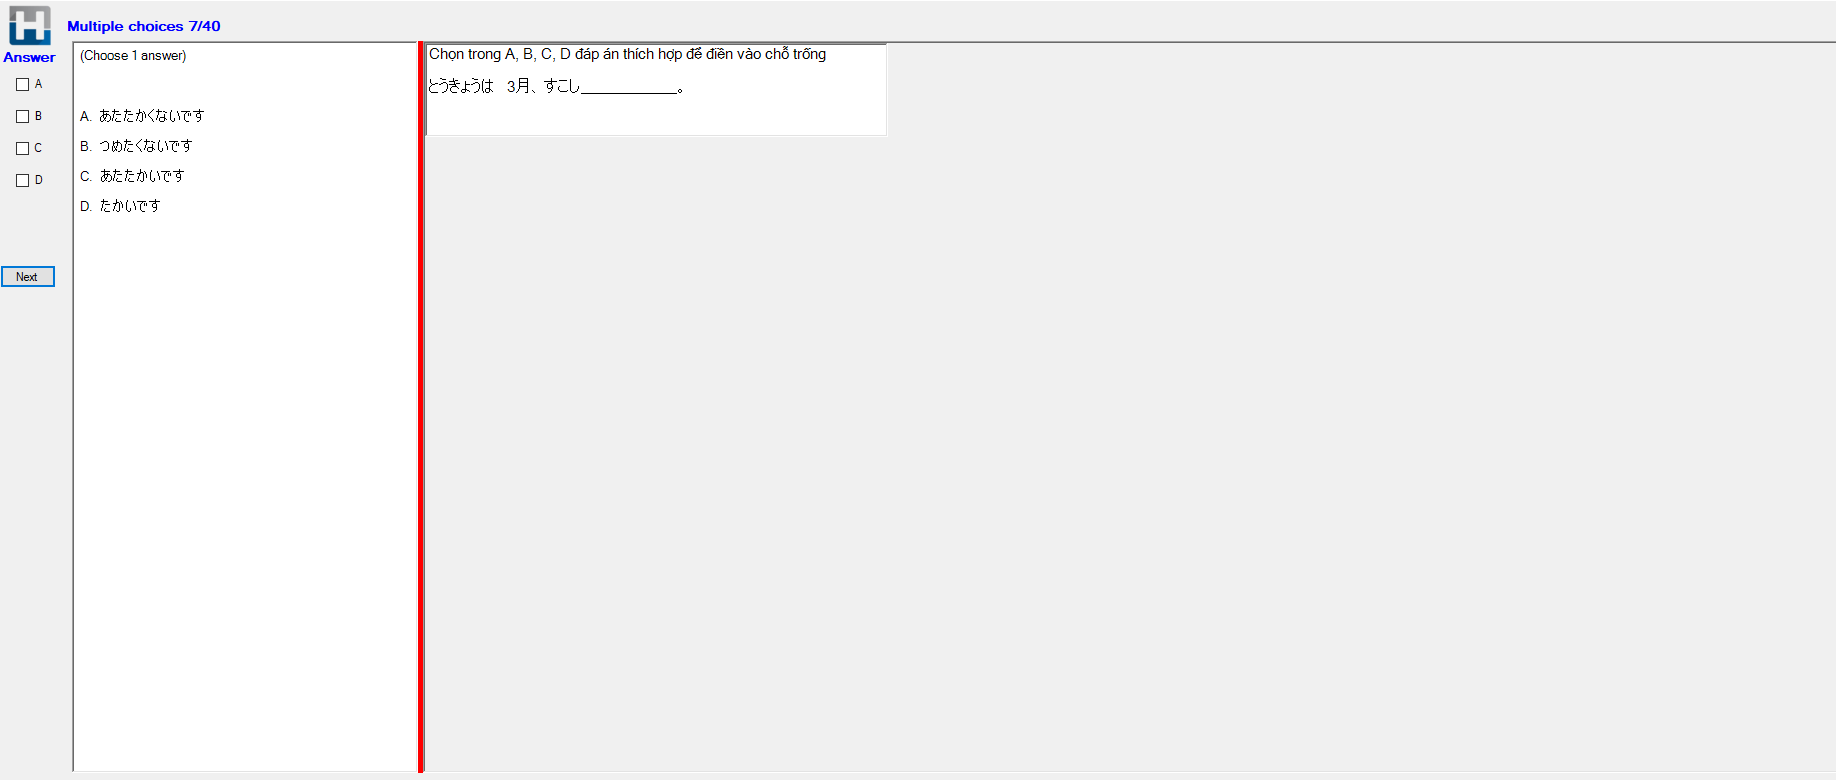 Multiple choices 7/40
Answer
A
B
C
D
Next
(Choose 1 answer)
A. あたたかくないです
B. つめたくないです
C. あたたかいです
D. たかいです
Chọn trong A, B, C, D đáp án thích hợp để điền vào chỗ trống
とうきょうは 3月、すこし____________。